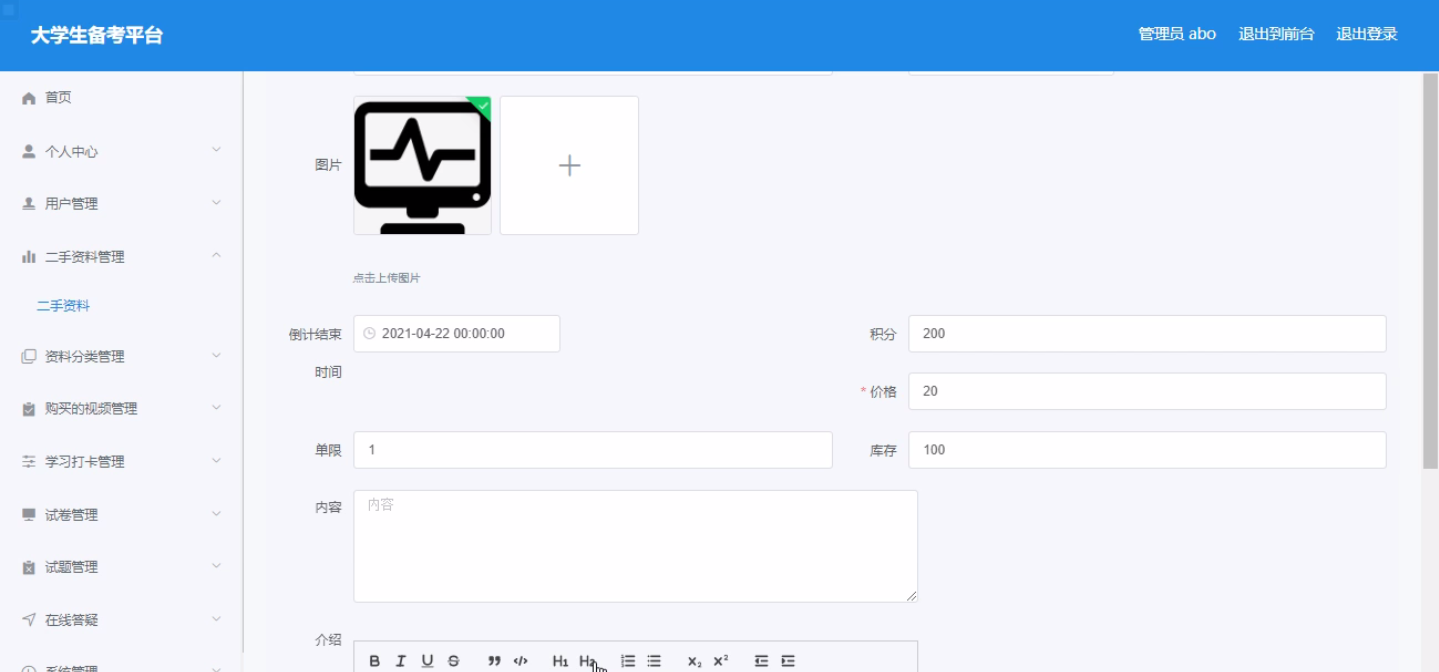 大学生备考平台
管理员 abo 退出到前台 退出登录
首页
个人中心
用户管理
二手资料管理
二手资料
资料分类管理
购买的视频管理
学习打卡管理
试卷管理
试题管理
在线答疑
系统管理
图片
点击上传图片
倒计结束 2021-04-22 00:00:00 积分 200
时间
* 价格 20
单限 1 库存 100
内容 内容
介绍
B I U S ” </> H1 H2 X2 X2